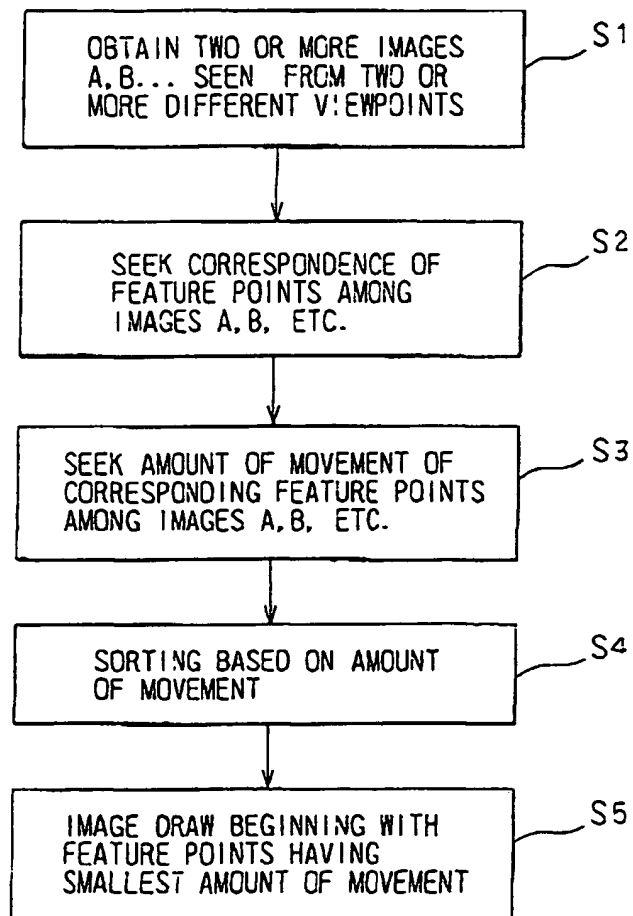 OBTAIN TWO OR MORE IMAGES
A,B... SEEN FROM TWO OR
MORE DIFFERENT VIEWPOINTS
S1
SEEK CORRESPONDENCE OF
FEATURE POINTS AMONG
IMAGES A,B, ETC.
S2
SEEK AMOUNT OF MOVEMENT OF
CORRESPONDING FEATURE POINTS
AMONG IMAGES A,B, ETC.
S3
SORTING BASED ON AMOUNT
OF MOVEMENT
S4
IMAGE DRAW BEGINNING WITH
FEATURE POINTS HAVING
SMALLEST AMOUNT OF MOVEMENT
S5